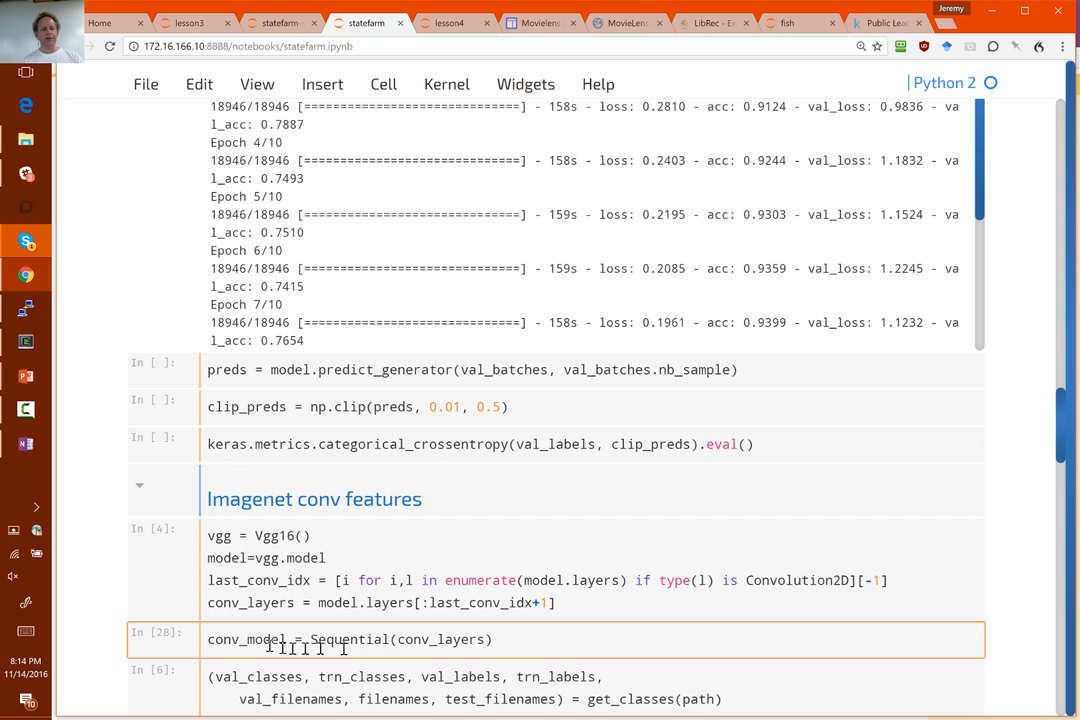 Jeremy
Home
lesson3
statefarm-s
statefarm
lesson4
Movielens
MovieLen
LibRec - Ex
fish
Public Lea
172.16.166.10:8888/notebooks/statefarm.ipynb
File Edit View Insert Cell Kernel Widgets Help Python 2
18946/18946 [==============================] - 158s - loss: 0.2810 - acc: 0.9124 - val_loss: 0.9836 - va
l_acc: 0.7887
Epoch 4/10
18946/18946 [==============================] - 158s - loss: 0.2403 - acc: 0.9244 - val_loss: 1.1832 - va
l_acc: 0.7493
Epoch 5/10
18946/18946 [==============================] - 159s - loss: 0.2195 - acc: 0.9303 - val_loss: 1.1524 - va
l_acc: 0.7510
Epoch 6/10
18946/18946 [==============================] - 159s - loss: 0.2085 - acc: 0.9359 - val_loss: 1.2245 - va
l_acc: 0.7415
Epoch 7/10
18946/18946 [==============================] - 158s - loss: 0.1961 - acc: 0.9399 - val_loss: 1.1232 - va
l_acc: 0.7654
In [ ]: preds = model.predict_generator(val_batches, val_batches.nb_sample)
In [ ]: clip_preds = np.clip(preds, 0.01, 0.5)
In [ ]: keras.metrics.categorical_crossentropy(val_labels, clip_preds).eval()
Imagenet conv features
In [4]: vgg = Vgg16()
model=vgg.model
last_conv_idx = [i for i,l in enumerate(model.layers) if type(l) is Convolution2D][-1]
conv_layers = model.layers[:last_conv_idx+1]
In [28]: conv_model = Sequential(conv_layers)
In [6]: (val_classes, trn_classes, val_labels, trn_labels,
val_filenames, filenames, test_filenames) = get_classes(path)
8:14 PM
11/14/2016
10